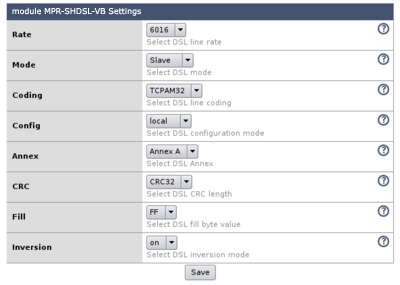 module MPR-SHDSL-VB Settings
Rate 6016 ?
Select DSL line rate
Mode Slave ?
Select DSL mode
Coding TCPAM32 ?
Select DSL line coding
Config local ?
Select DSL configuration mode
Annex Annex A ?
Select DSL Annex
CRC CRC32 ?
Select DSL CRC length
Fill FF ?
Select DSL fill byte value
Inversion on ?
Select DSL inversion mode
Save